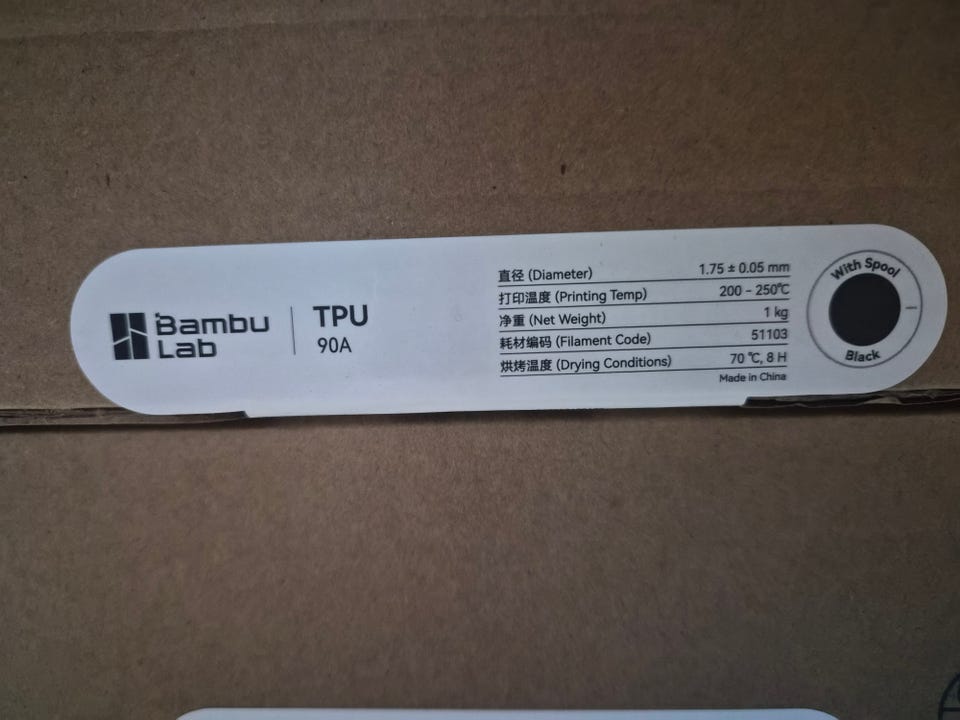 Bambu
Lab
TPU
90A
直径 (Diameter) 1.75 ± 0.05 mm
打印温度 (Printing Temp) 200 - 250℃
净重 (Net Weight) 1 kg
耗材编码 (Filament Code) 51103
烘烤温度 (Drying Conditions) 70 ℃, 8 H
Made in China
With Spool
Black